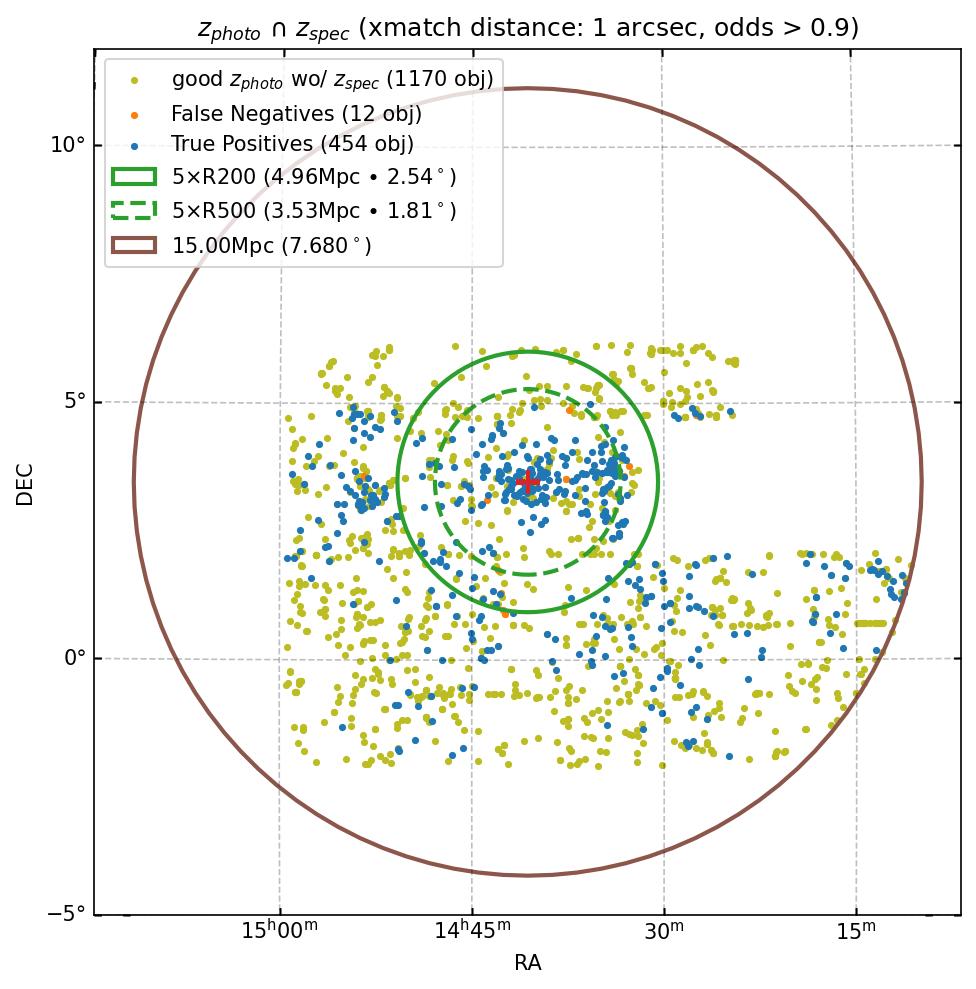 z_photo ∩ z_spec (xmatch distance: 1 arcsec, odds > 0.9)
good z_photo wo/ z_spec (1170 obj)
False Negatives (12 obj)
True Positives (454 obj)
5×R200 (4.96Mpc • 2.54°)
5×R500 (3.53Mpc • 1.81°)
15.00Mpc (7.680°)
10°
5°
0°
−5°
DEC
15ʰ00ᵐ
14ʰ45ᵐ
30ᵐ
15ᵐ
RA